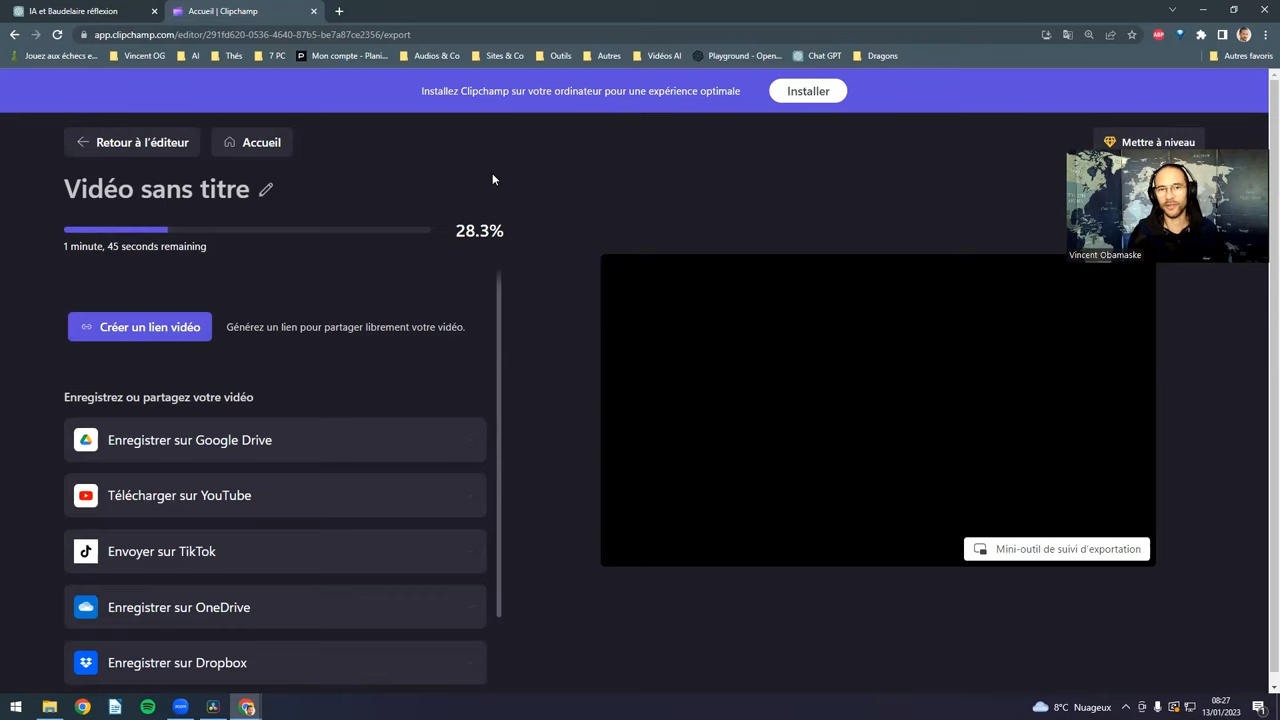 IA et Baudelaire réflexion
Accueil | Clipchamp
app.clipchamp.com/editor/291fd620-0536-4640-87b5-be7a87ce2356/export
Jouez aux échecs e...
Vincent OG
AI
Thés
7 PC
Mon compte - Plani...
Audios & Co
Sites & Co
Outils
Autres
Vidéos AI
Playground - Open...
Chat GPT
Dragons
Autres favoris
Installez Clipchamp sur votre ordinateur pour une expérience optimale
Installer
Retour à l'éditeur
Accueil
Mettre à niveau
Vidéo sans titre
28.3%
1 minute, 45 seconds remaining
Vincent Obamaske
Créer un lien vidéo
Générez un lien pour partager librement votre vidéo.
Enregistrez ou partagez votre vidéo
Enregistrer sur Google Drive
Télécharger sur YouTube
Envoyer sur TikTok
Mini-outil de suivi d'exportation
Enregistrer sur OneDrive
Enregistrer sur Dropbox
8°C Nuageux
08:27
13/01/2023